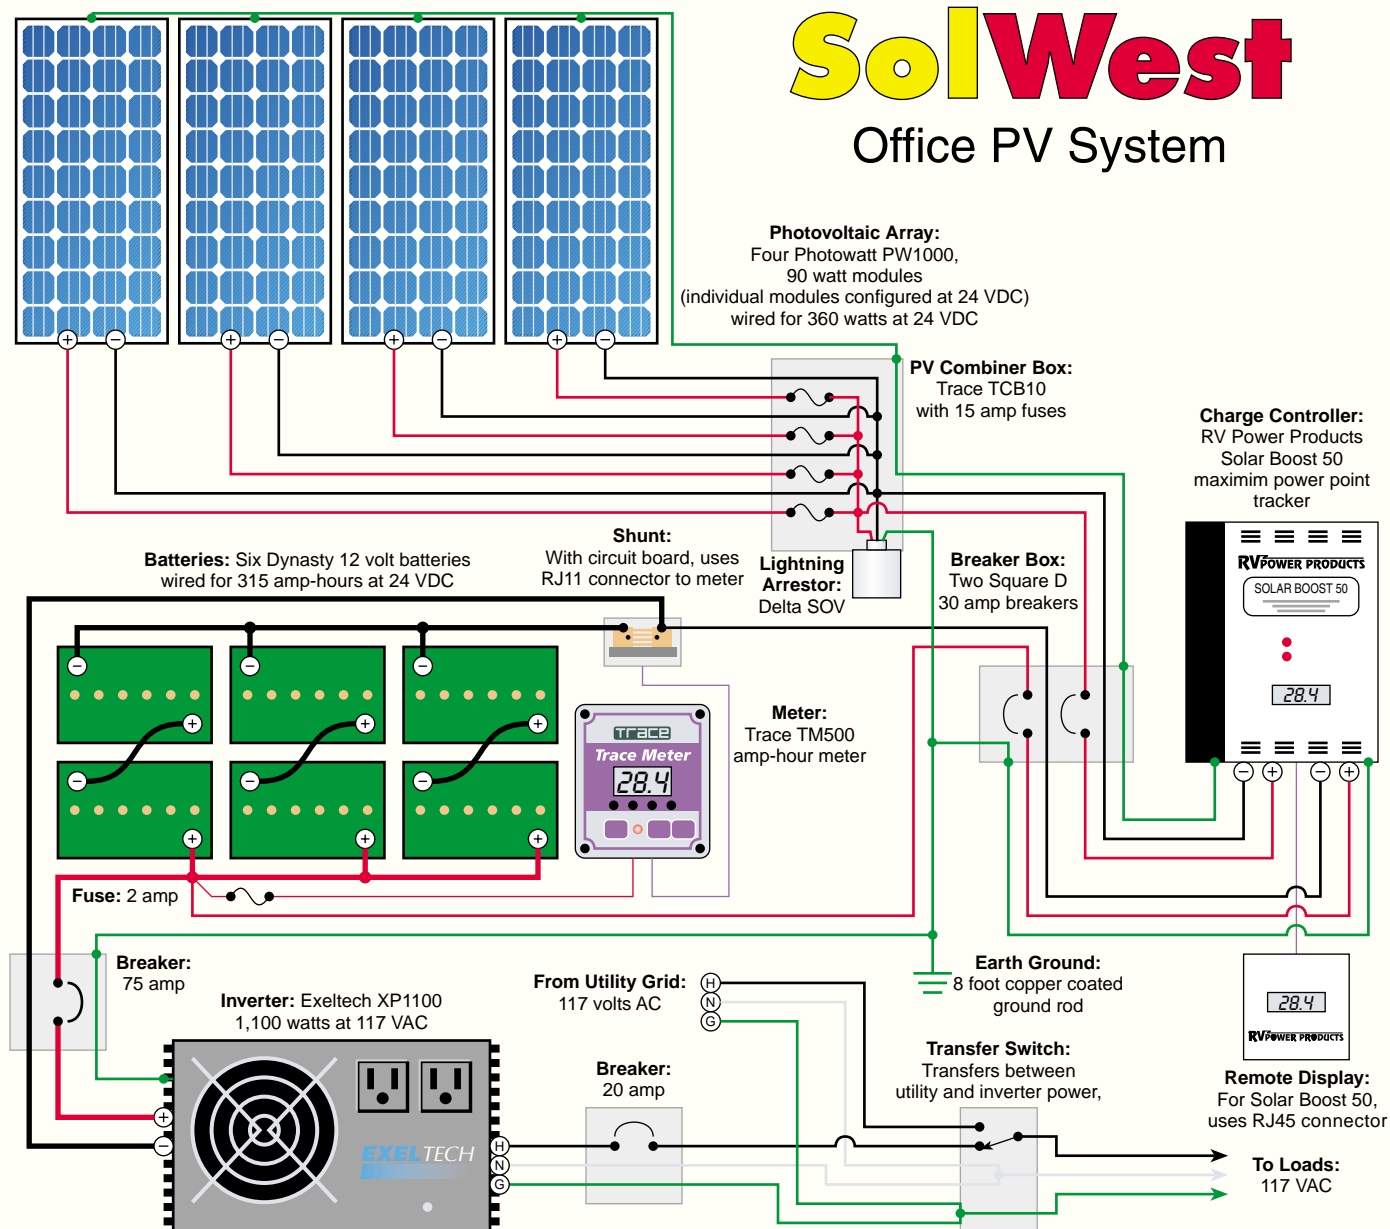 SolWest
Office PV System
Photovoltaic Array:
Four Photowatt PW1000,
90 watt modules
(individual modules configured at 24 VDC)
wired for 360 watts at 24 VDC
+ − + − + − + −
PV Combiner Box:
Trace TCB10
with 15 amp fuses
Charge Controller:
RV Power Products
Solar Boost 50
maximim power point
tracker
Batteries: Six Dynasty 12 volt batteries
wired for 315 amp-hours at 24 VDC
Shunt:
With circuit board, uses
RJ11 connector to meter
Lightning
Arrestor:
Delta SOV
Breaker Box:
Two Square D
30 amp breakers
RV POWER PRODUCTS
SOLAR BOOST 50
28.4
− + − +
− − −
+ + +
− − −
+ + +
Meter:
Trace TM500
amp-hour meter
Trace
Trace Meter
28.4
Fuse: 2 amp
Breaker:
75 amp
Inverter: Exeltech XP1100
1,100 watts at 117 VAC
From Utility Grid:
117 volts AC
H
N
G
Earth Ground:
8 foot copper coated
ground rod
28.4
RV POWER PRODUCTS
Remote Display:
For Solar Boost 50,
uses RJ45 connector
Breaker:
20 amp
Transfer Switch:
Transfers between
utility and inverter power,
+
−
EXELTECH
H
N
G
To Loads:
117 VAC